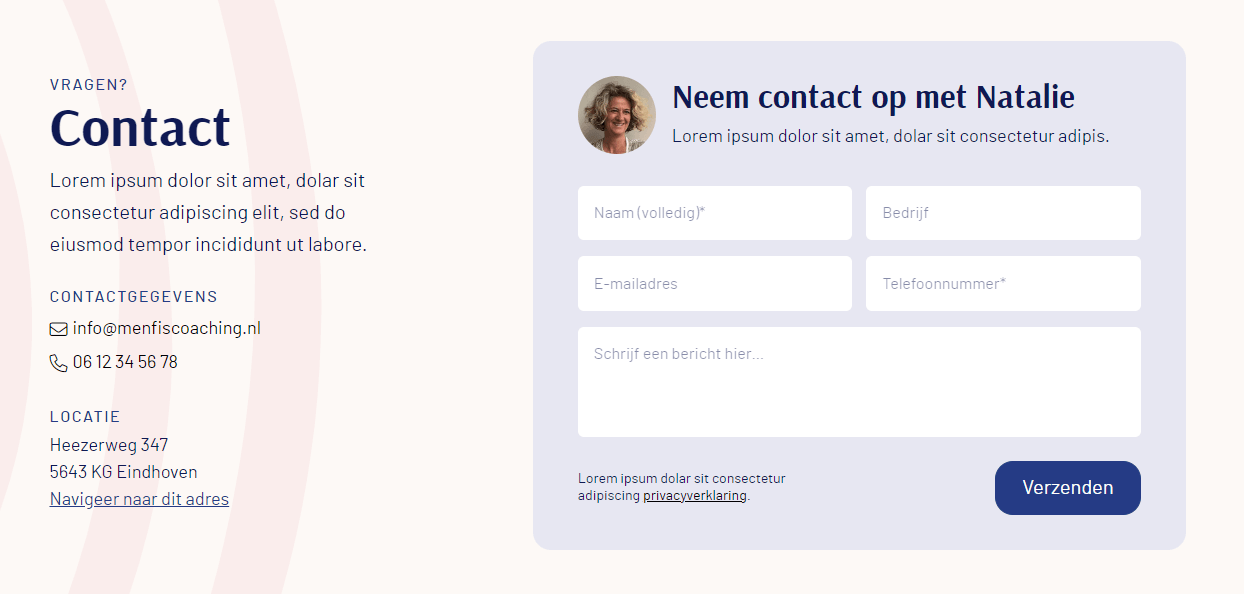 VRAGEN?
Contact
Lorem ipsum dolor sit amet, dolar sit
consectetur adipiscing elit, sed do
eiusmod tempor incididunt ut labore.
CONTACTGEGEVENS
info@menfiscoaching.nl
06 12 34 56 78
LOCATIE
Heezerweg 347
5643 KG Eindhoven
Navigeer naar dit adres
Neem contact op met Natalie
Lorem ipsum dolor sit amet, dolar sit consectetur adipis.
Naam (volledig)*
Bedrijf
E-mailadres
Telefoonnummer*
Schrijf een bericht hier...
Lorem ipsum dolar sit consectetur
adipiscing privacyverklaring.
Verzenden